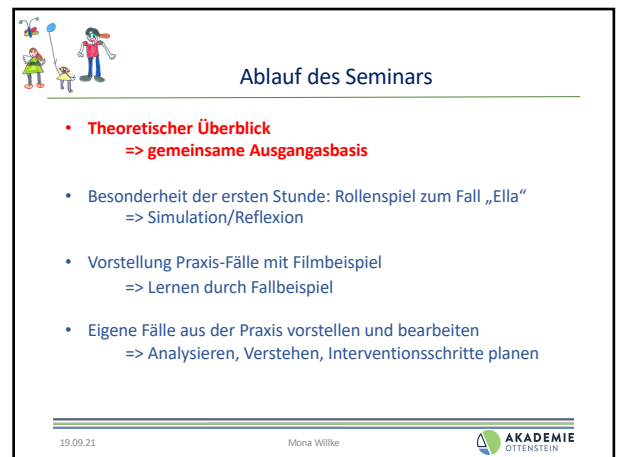 Ablauf des Seminars
• Theoretischer Überblick
=> gemeinsame Ausgangasbasis
• Besonderheit der ersten Stunde: Rollenspiel zum Fall „Ella“
=> Simulation/Reflexion
• Vorstellung Praxis-Fälle mit Filmbeispiel
=> Lernen durch Fallbeispiel
• Eigene Fälle aus der Praxis vorstellen und bearbeiten
=> Analysieren, Verstehen, Interventionsschritte planen
19.09.21
Mona Willke
AKADEMIE
OTTENSTEIN